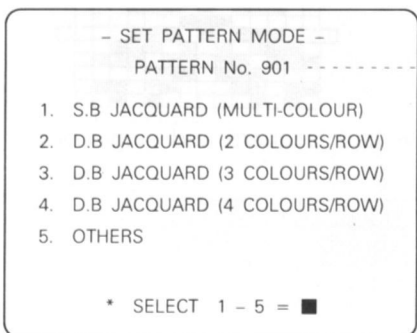 – SET PATTERN MODE –
PATTERN No. 901
1. S.B JACQUARD (MULTI-COLOUR)
2. D.B JACQUARD (2 COLOURS/ROW)
3. D.B JACQUARD (3 COLOURS/ROW)
4. D.B JACQUARD (4 COLOURS/ROW)
5. OTHERS
* SELECT 1 – 5 = ■